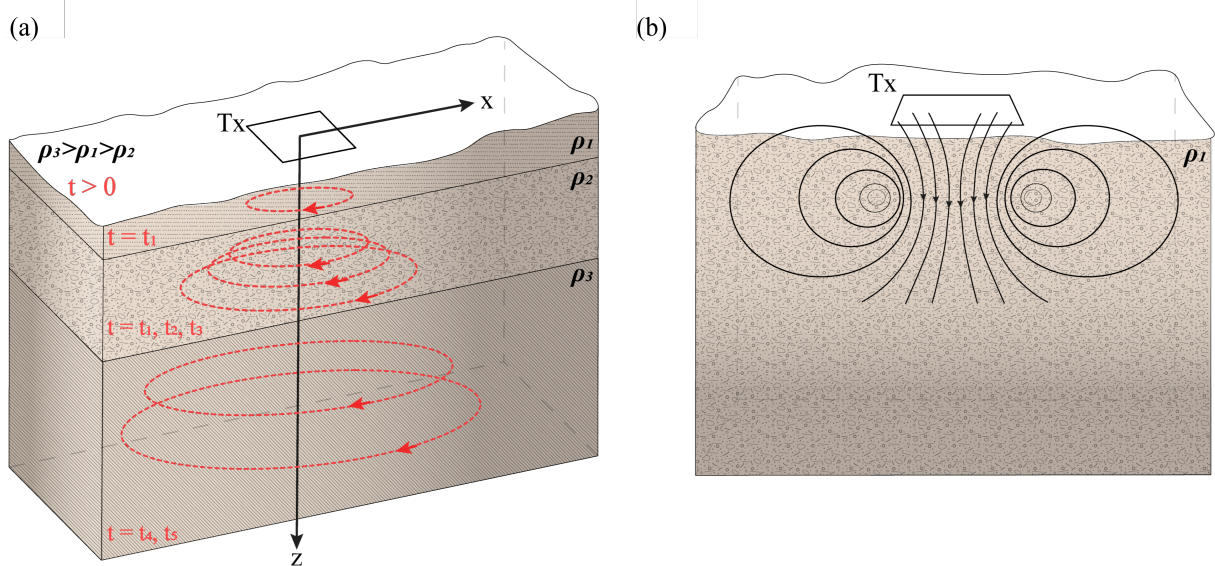 (a)
Tx
x
ρ₃>ρ₁>ρ₂
t > 0
ρ₁
ρ₂
t = t₁
ρ₃
t = t₁, t₂, t₃
t = t₄, t₅
z
(b)
Tx
ρ₁